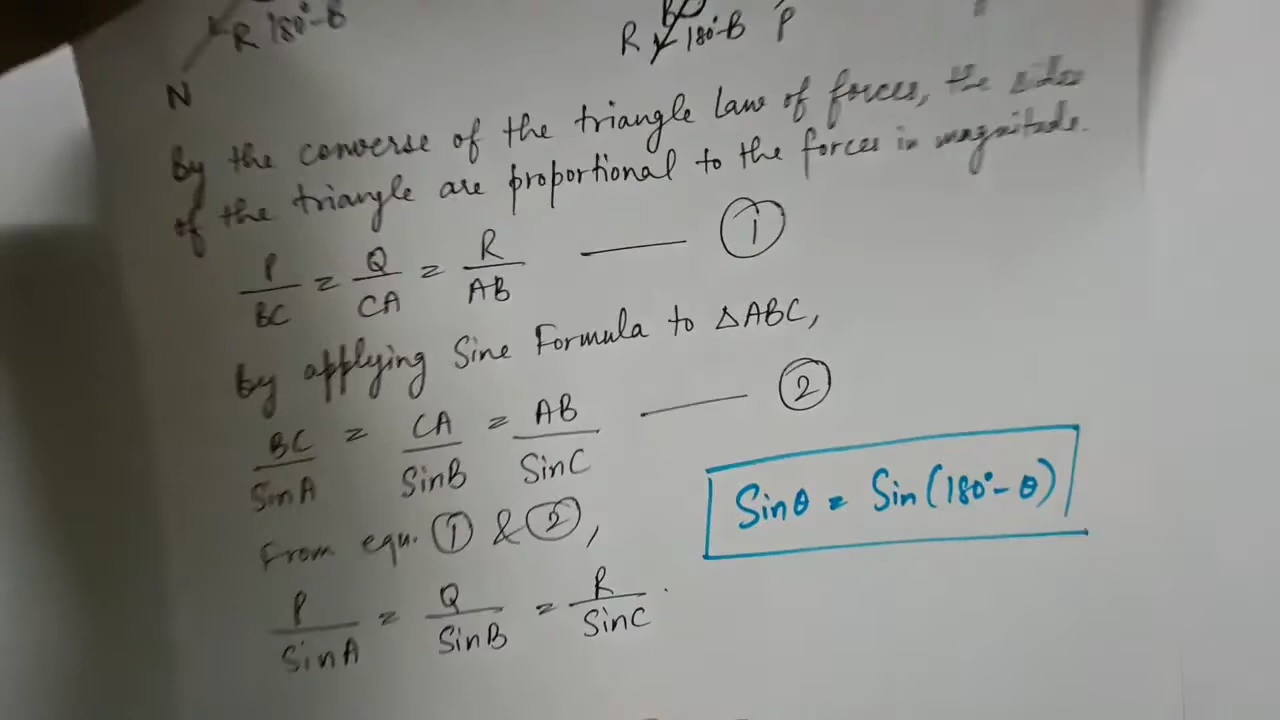 R 180°-B
R 180°-B P
N
By the converse of the triangle law of forces, the sides
of the triangle are proportional to the forces in magnitude.
P/BC = Q/CA = R/AB —— ①
By applying Sine Formula to △ABC,
BC/SinA = CA/SinB = AB/SinC —— ②
From equ. ① & ②,
Sinθ = Sin(180°-θ)
P/SinA = Q/SinB = R/SinC.